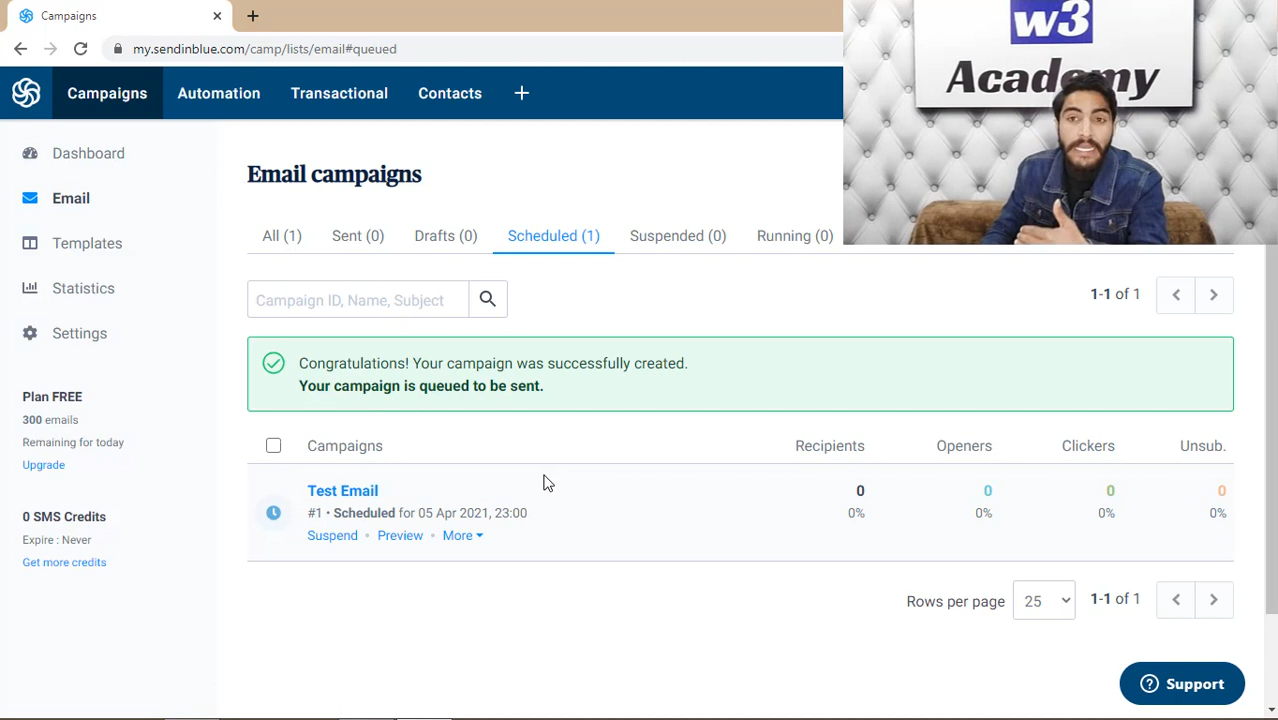 Campaigns
my.sendinblue.com/camp/lists/email#queued
w3
Academy
Campaigns
Automation
Transactional
Contacts
Dashboard
Email
Templates
Statistics
Settings
Plan FREE
300 emails
Remaining for today
Upgrade
0 SMS Credits
Expire : Never
Get more credits
Email campaigns
All (1)
Sent (0)
Drafts (0)
Scheduled (1)
Suspended (0)
Running (0)
Campaign ID, Name, Subject
1-1 of 1
Congratulations! Your campaign was successfully created.
Your campaign is queued to be sent.
Campaigns Recipients Openers Clickers Unsub.
Test Email 0 0 0 0
#1 • Scheduled for 05 Apr 2021, 23:00 0% 0% 0% 0%
Suspend • Preview • More
Rows per page 25 1-1 of 1
Support